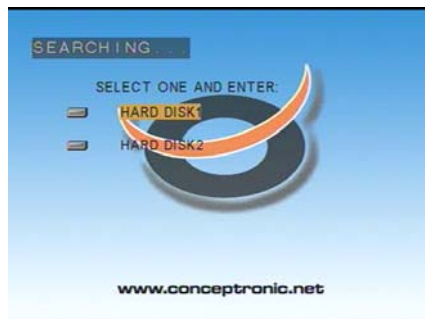 SEARCHING...
SELECT ONE AND ENTER:
HARD DISK1
HARD DISK2
www.conceptronic.net